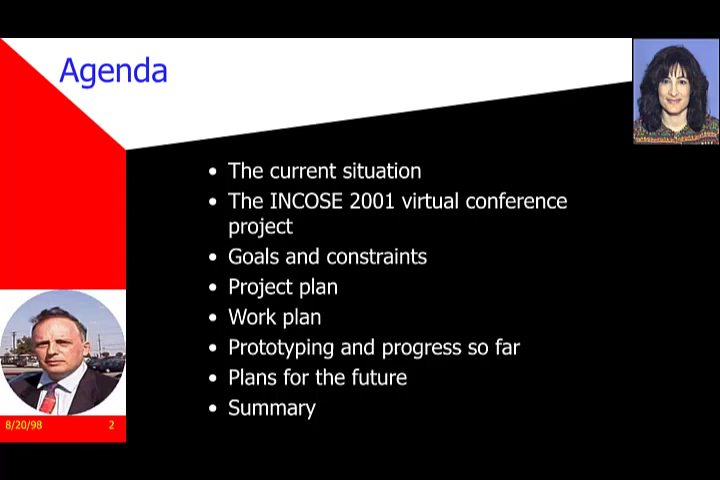 Agenda
• The current situation
• The INCOSE 2001 virtual conference
project
• Goals and constraints
• Project plan
• Work plan
• Prototyping and progress so far
• Plans for the future
• Summary
8/20/98 2